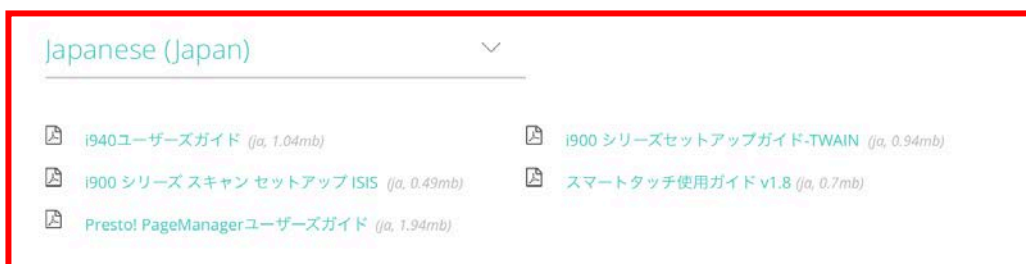 Japanese (Japan)
i940ユーザーズガイド (ja, 1.04mb)
i900 シリーズセットアップガイド-TWAIN (ja, 0.94mb)
i900 シリーズ スキャン セットアップ ISIS (ja, 0.49mb)
スマートタッチ使用ガイド v1.8 (ja, 0.7mb)
Presto! PageManagerユーザーズガイド (ja, 1.94mb)